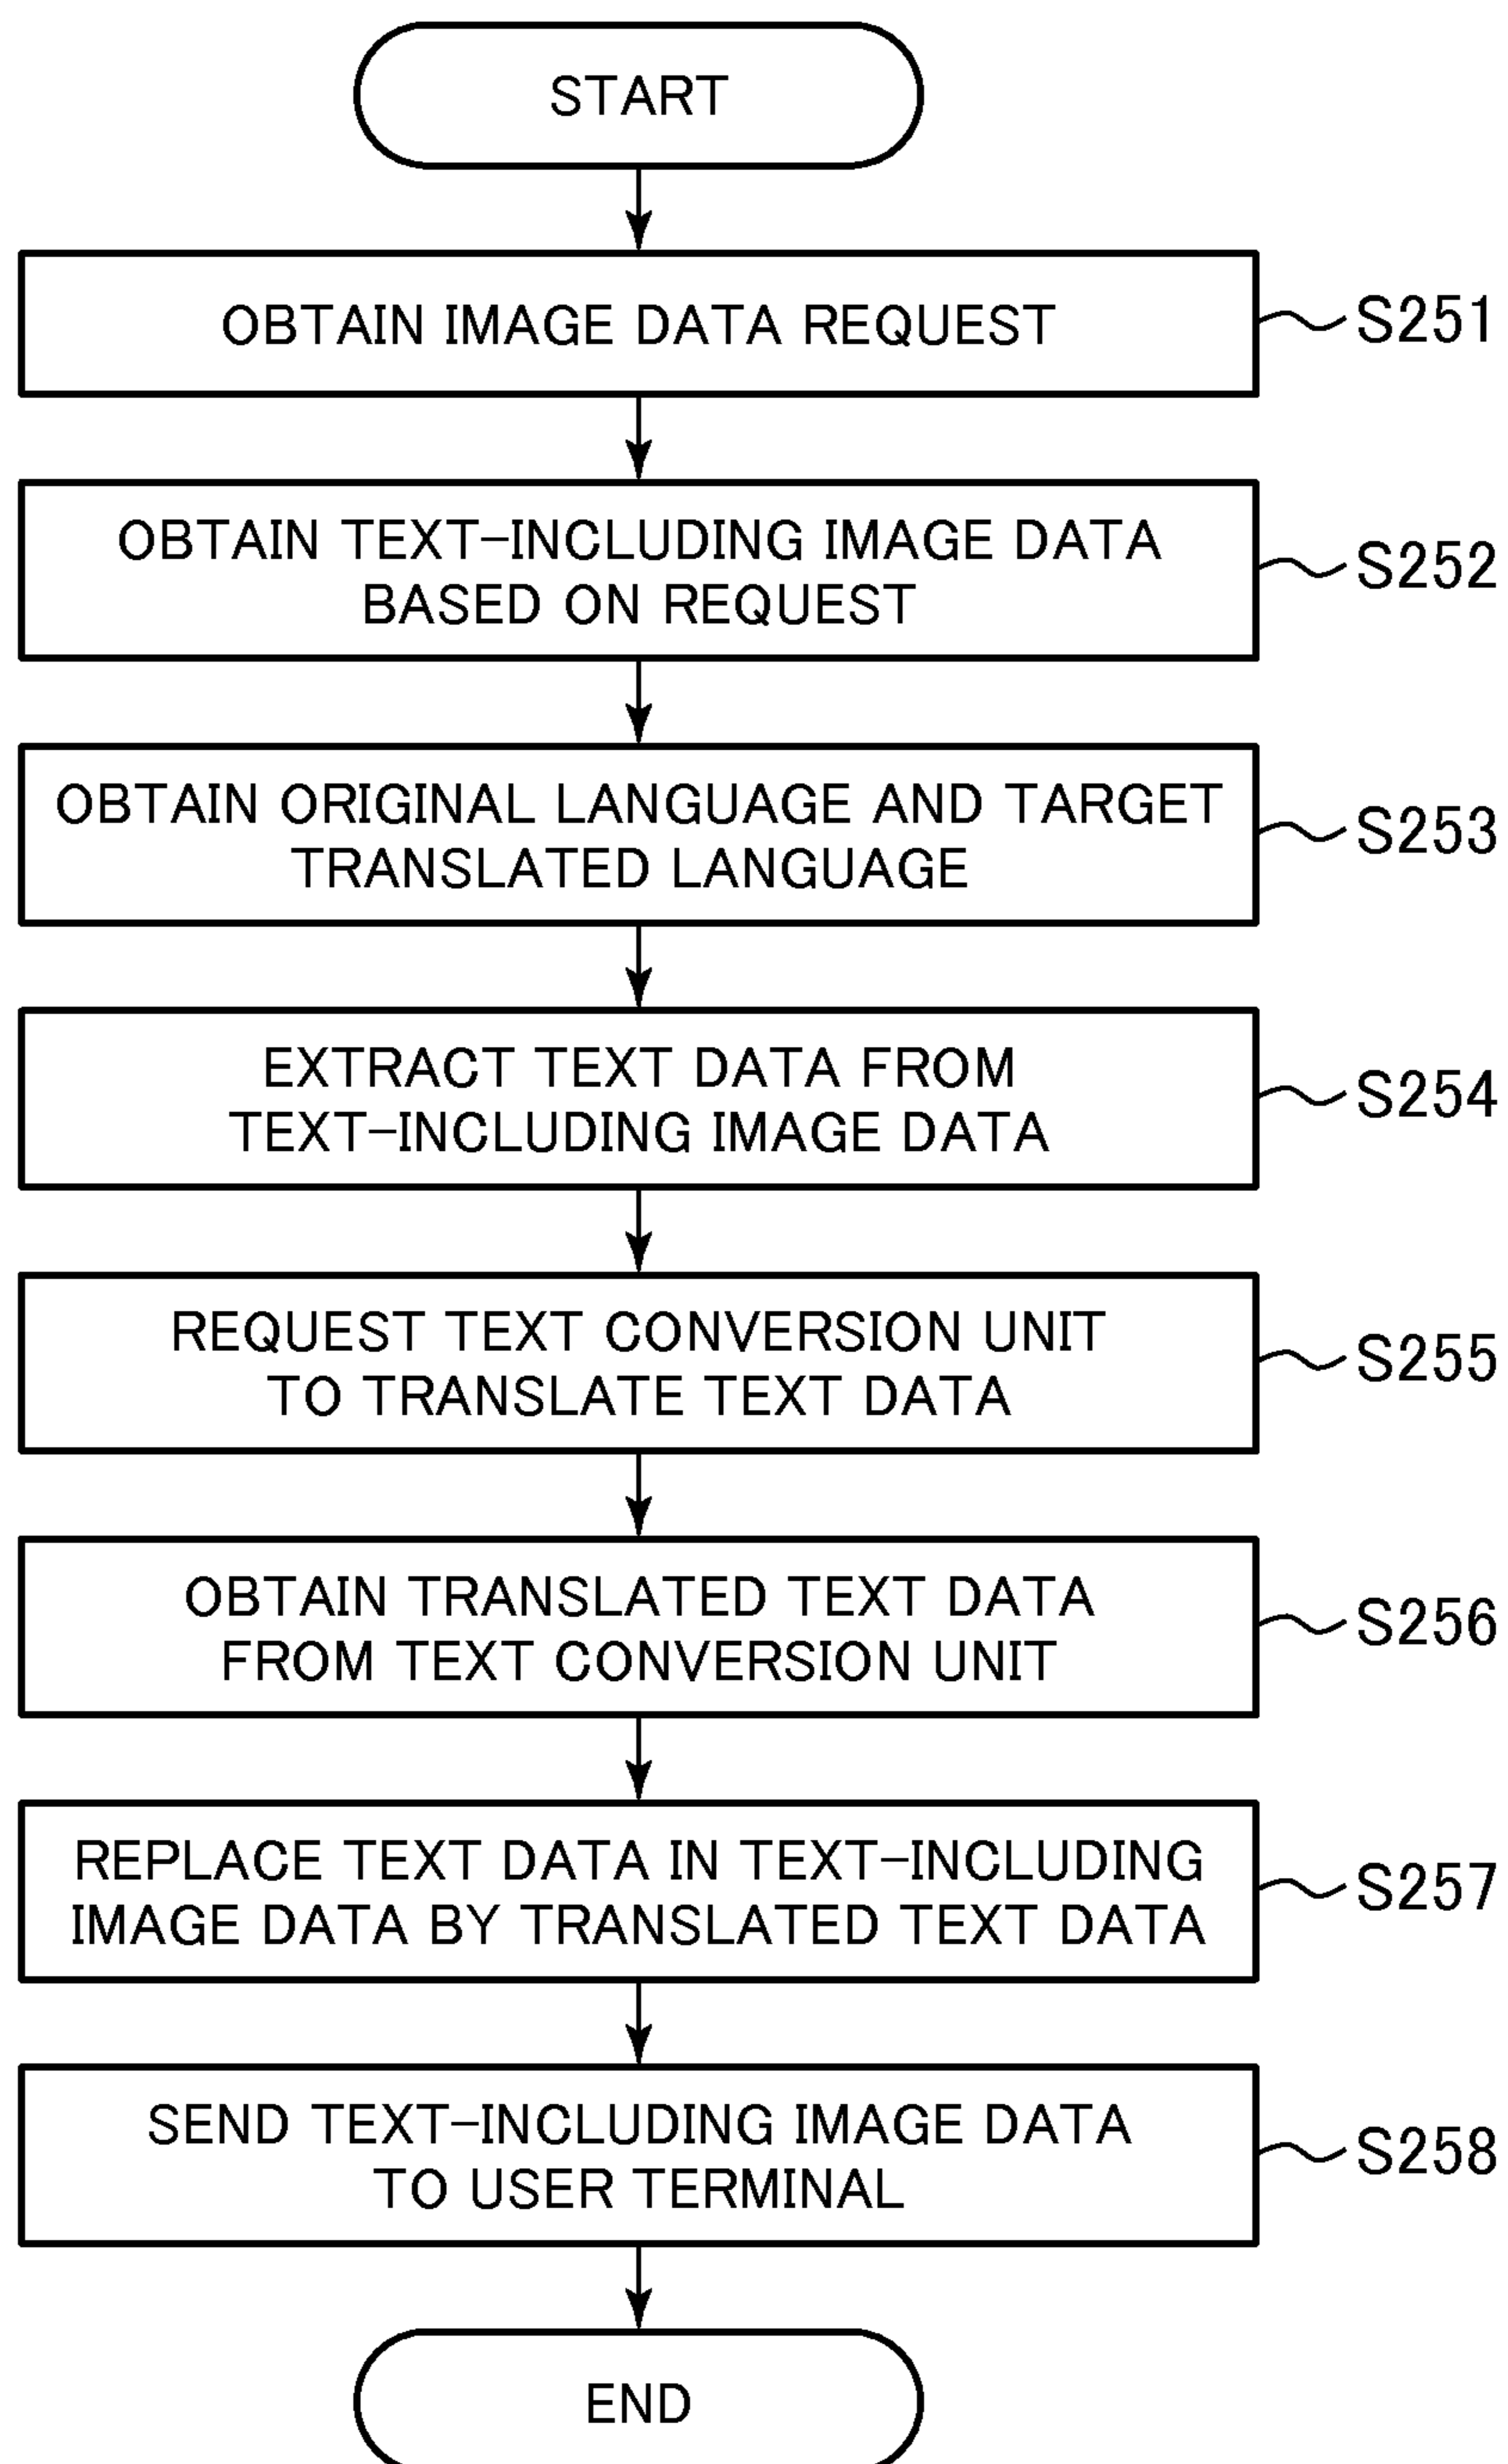 START
OBTAIN IMAGE DATA REQUEST
S251
OBTAIN TEXT-INCLUDING IMAGE DATA
BASED ON REQUEST
S252
OBTAIN ORIGINAL LANGUAGE AND TARGET
TRANSLATED LANGUAGE
S253
EXTRACT TEXT DATA FROM
TEXT-INCLUDING IMAGE DATA
S254
REQUEST TEXT CONVERSION UNIT
TO TRANSLATE TEXT DATA
S255
OBTAIN TRANSLATED TEXT DATA
FROM TEXT CONVERSION UNIT
S256
REPLACE TEXT DATA IN TEXT-INCLUDING
IMAGE DATA BY TRANSLATED TEXT DATA
S257
SEND TEXT-INCLUDING IMAGE DATA
TO USER TERMINAL
S258
END